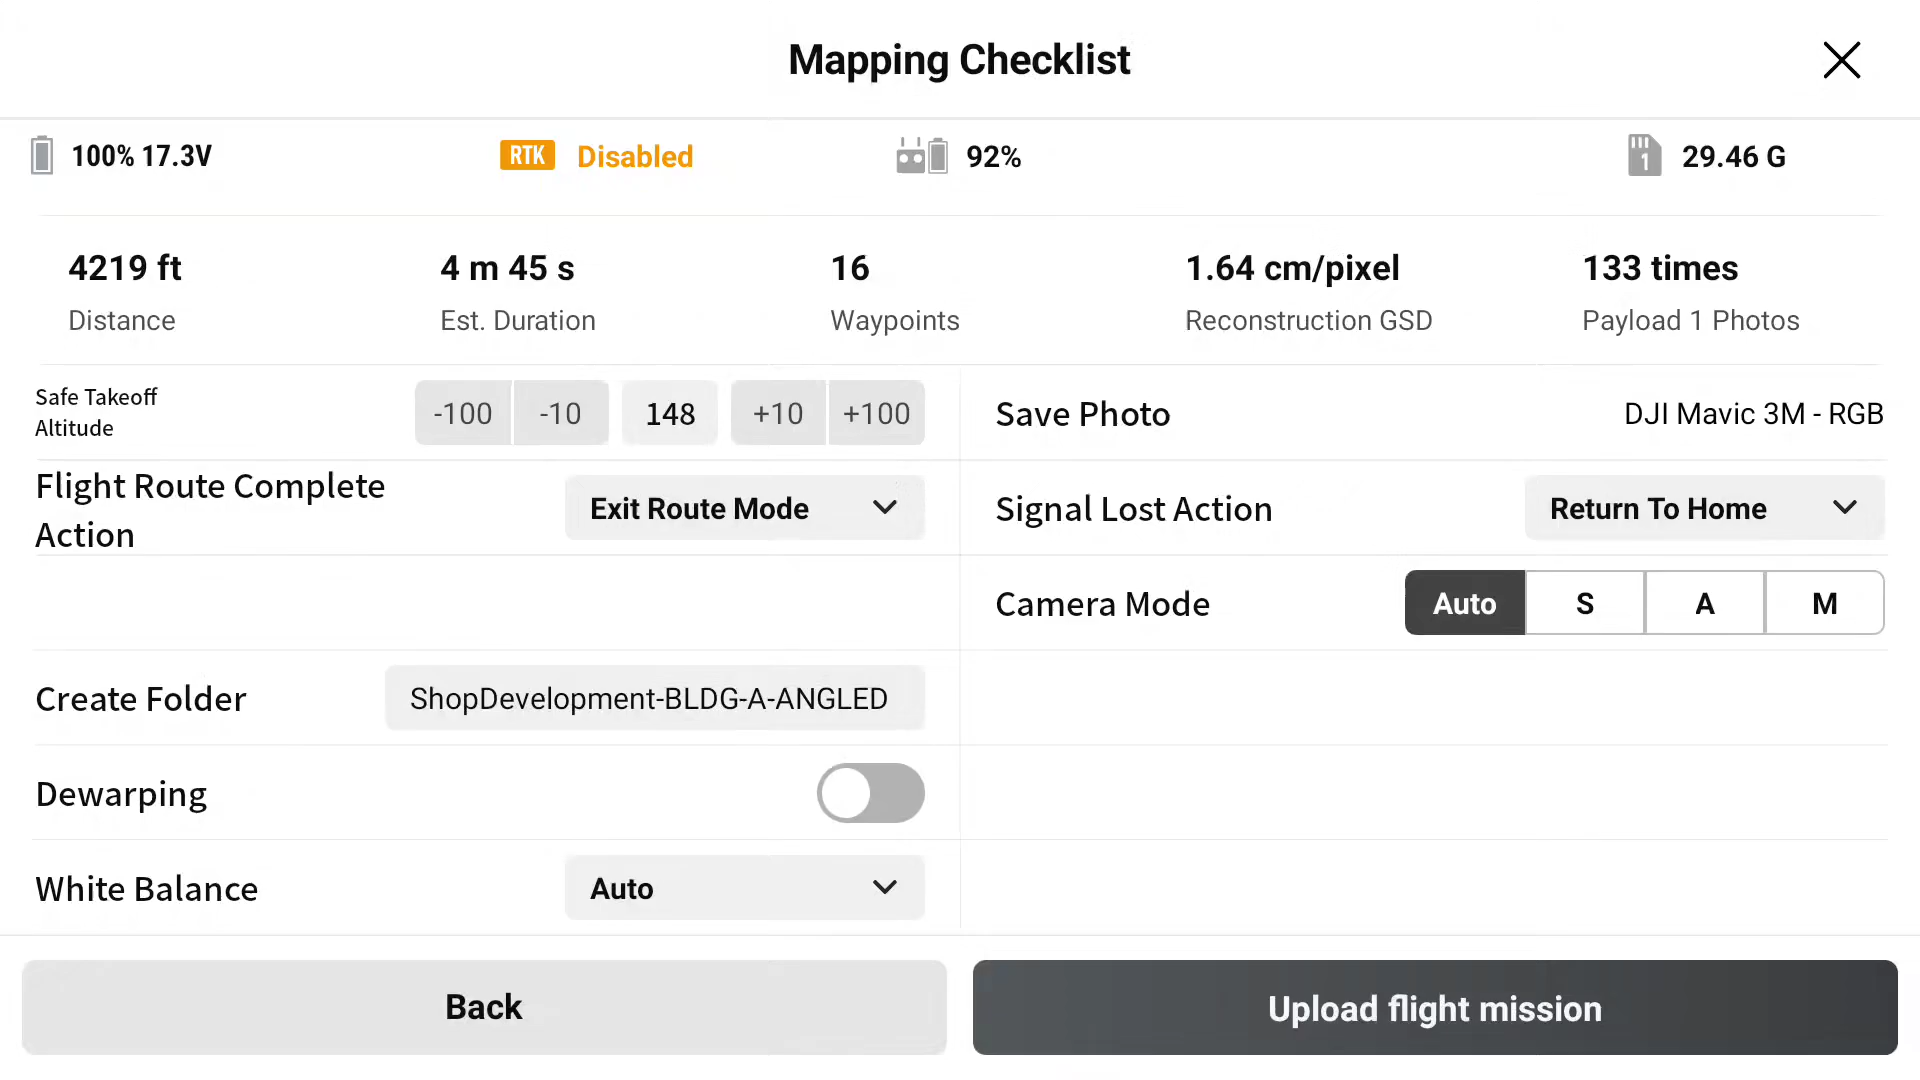 Mapping Checklist
100% 17.3V
RTK Disabled
92%
1 29.46 G
4219 ft
Distance
4 m 45 s
Est. Duration
16
Waypoints
1.64 cm/pixel
Reconstruction GSD
133 times
Payload 1 Photos
Safe Takeoff
Altitude
-100 -10 148 +10 +100
Save Photo
DJI Mavic 3M - RGB
Flight Route Complete
Action
Exit Route Mode
Signal Lost Action
Return To Home
Camera Mode
Auto S A M
Create Folder
ShopDevelopment-BLDG-A-ANGLED
Dewarping
White Balance
Auto
Back
Upload flight mission